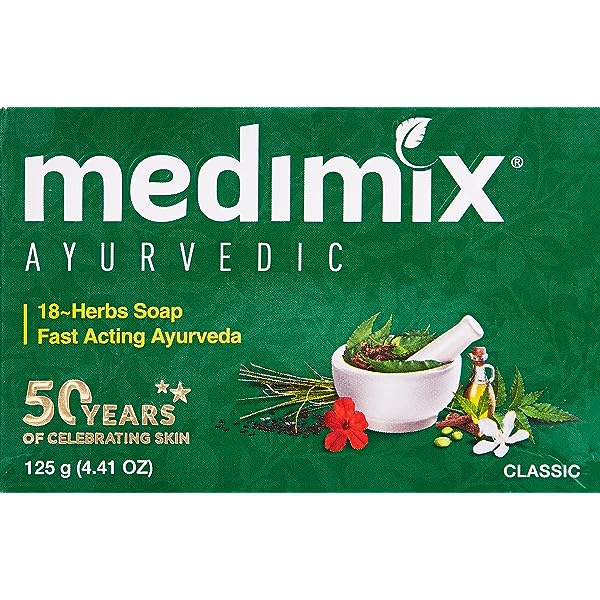 medimix®
AYURVEDIC
18~Herbs Soap
Fast Acting Ayurveda
50 YEARS
OF CELEBRATING SKIN
125 g (4.41 OZ)
CLASSIC